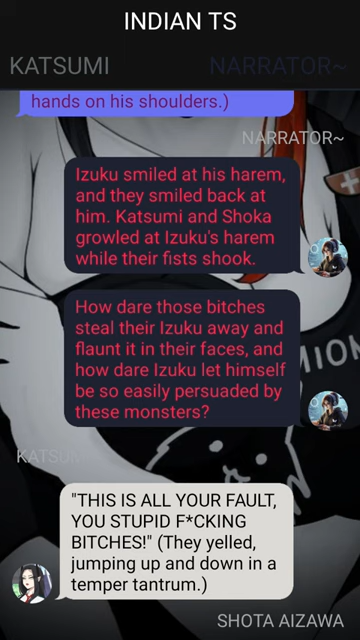 INDIAN TS
KATSUMI
NARRATOR~
hands on his shoulders.)
NARRATOR~
Izuku smiled at his harem,
and they smiled back at
him. Katsumi and Shoka
growled at Izuku's harem
while their fists shook.
How dare those bitches
steal their Izuku away and
flaunt it in their faces, and
how dare Izuku let himself
be so easily persuaded by
these monsters?
KATSUMI
"THIS IS ALL YOUR FAULT,
YOU STUPID F*CKING
BITCHES!" (They yelled,
jumping up and down in a
temper tantrum.)
SHOTA AIZAWA